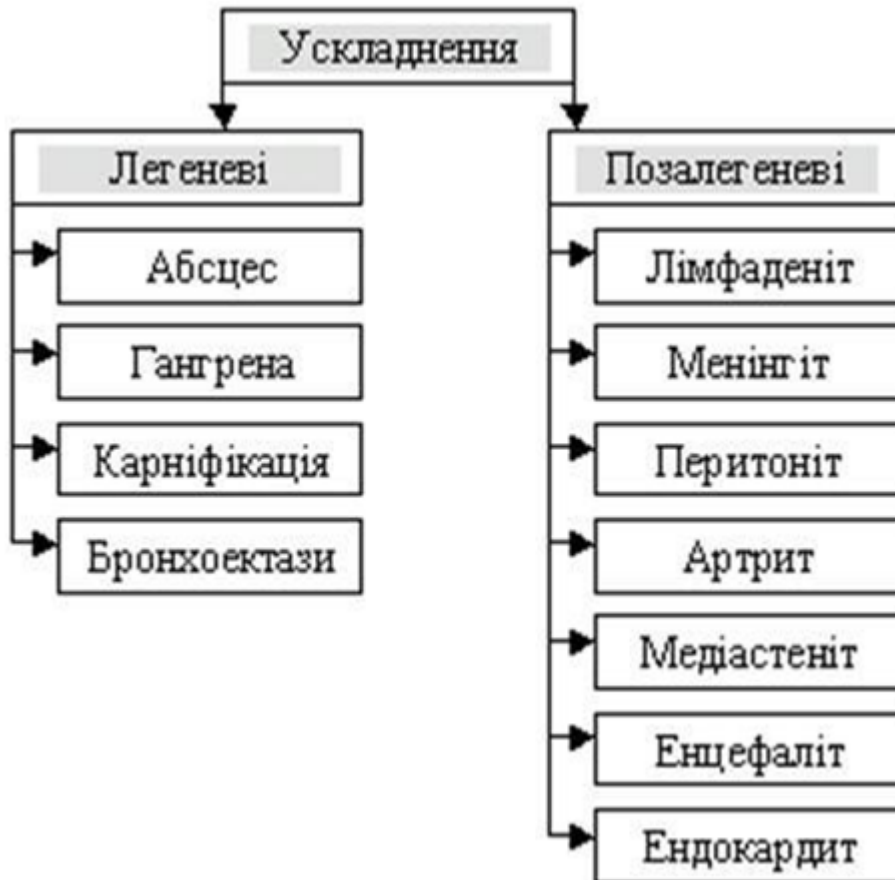 Ускладнення
Легеневі
Абсцес
Гангрена
Карніфікація
Бронхоектази
Позалегеневі
Лімфаденіт
Менінгіт
Перитоніт
Артрит
Медіастеніт
Енцефаліт
Ендокардит